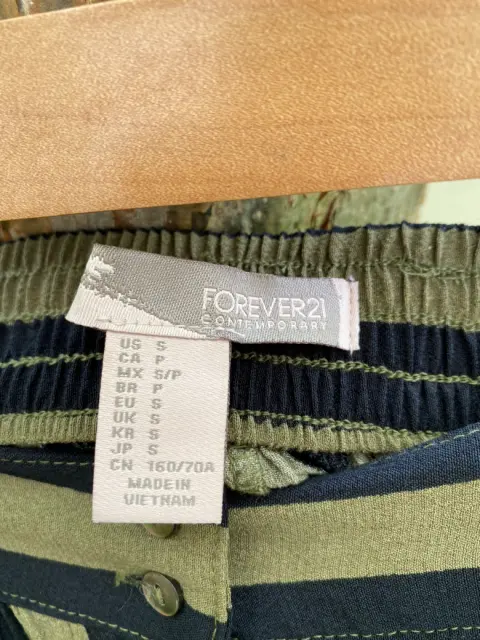 FOREVER21
CONTEMPORARY
US S
CA P
MX S/P
BR P
EU S
UK S
KR S
JP S
CN 160/70A
MADE IN
VIETNAM